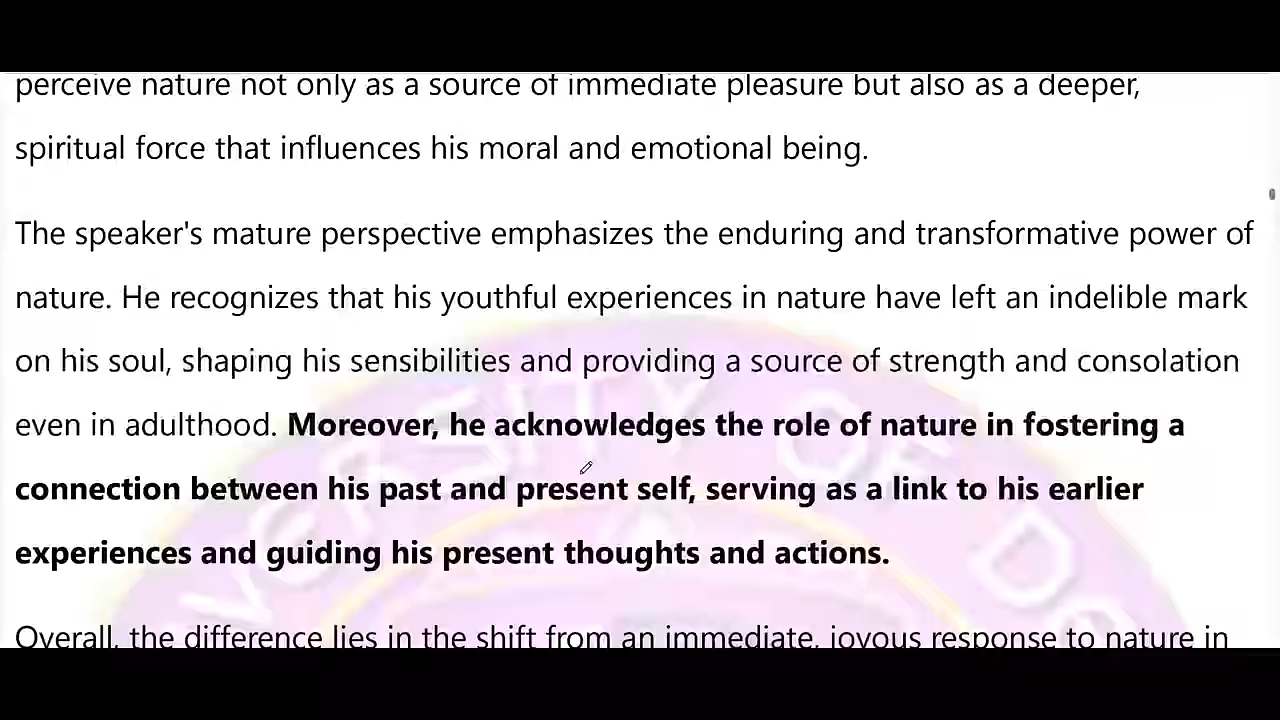 perceive nature not only as a source of immediate pleasure but also as a deeper,
spiritual force that influences his moral and emotional being.
The speaker's mature perspective emphasizes the enduring and transformative power of
nature. He recognizes that his youthful experiences in nature have left an indelible mark
on his soul, shaping his sensibilities and providing a source of strength and consolation
even in adulthood. Moreover, he acknowledges the role of nature in fostering a
connection between his past and present self, serving as a link to his earlier
experiences and guiding his present thoughts and actions.
Overall, the difference lies in the shift from an immediate, joyous response to nature in